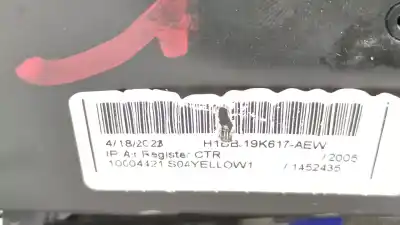 4/18/2023 H1BB.19K617-AEW
IP Air Register CTR / 2005
10004421 S04YELLOW1 / 1452435